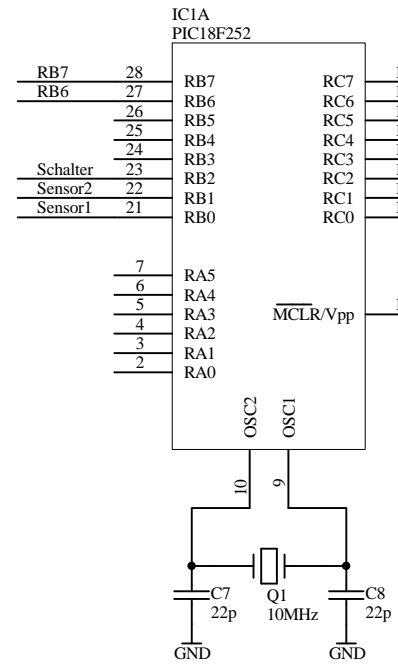 IC1A
PIC18F252
RB7 28 RB7 RC7
RB6 27 RB6 RC6
26 RB5 RC5
25 RB4 RC4
24 RB3 RC3
Schalter 23 RB2 RC2
Sensor2 22 RB1 RC1
Sensor1 21 RB0 RC0
7 RA5
6 RA4
5 RA3 MCLR/Vpp
4 RA2
3 RA1
2 RA0
OSC2 OSC1
10 9
C7 Q1 C8
22p 10MHz 22p
GND GND